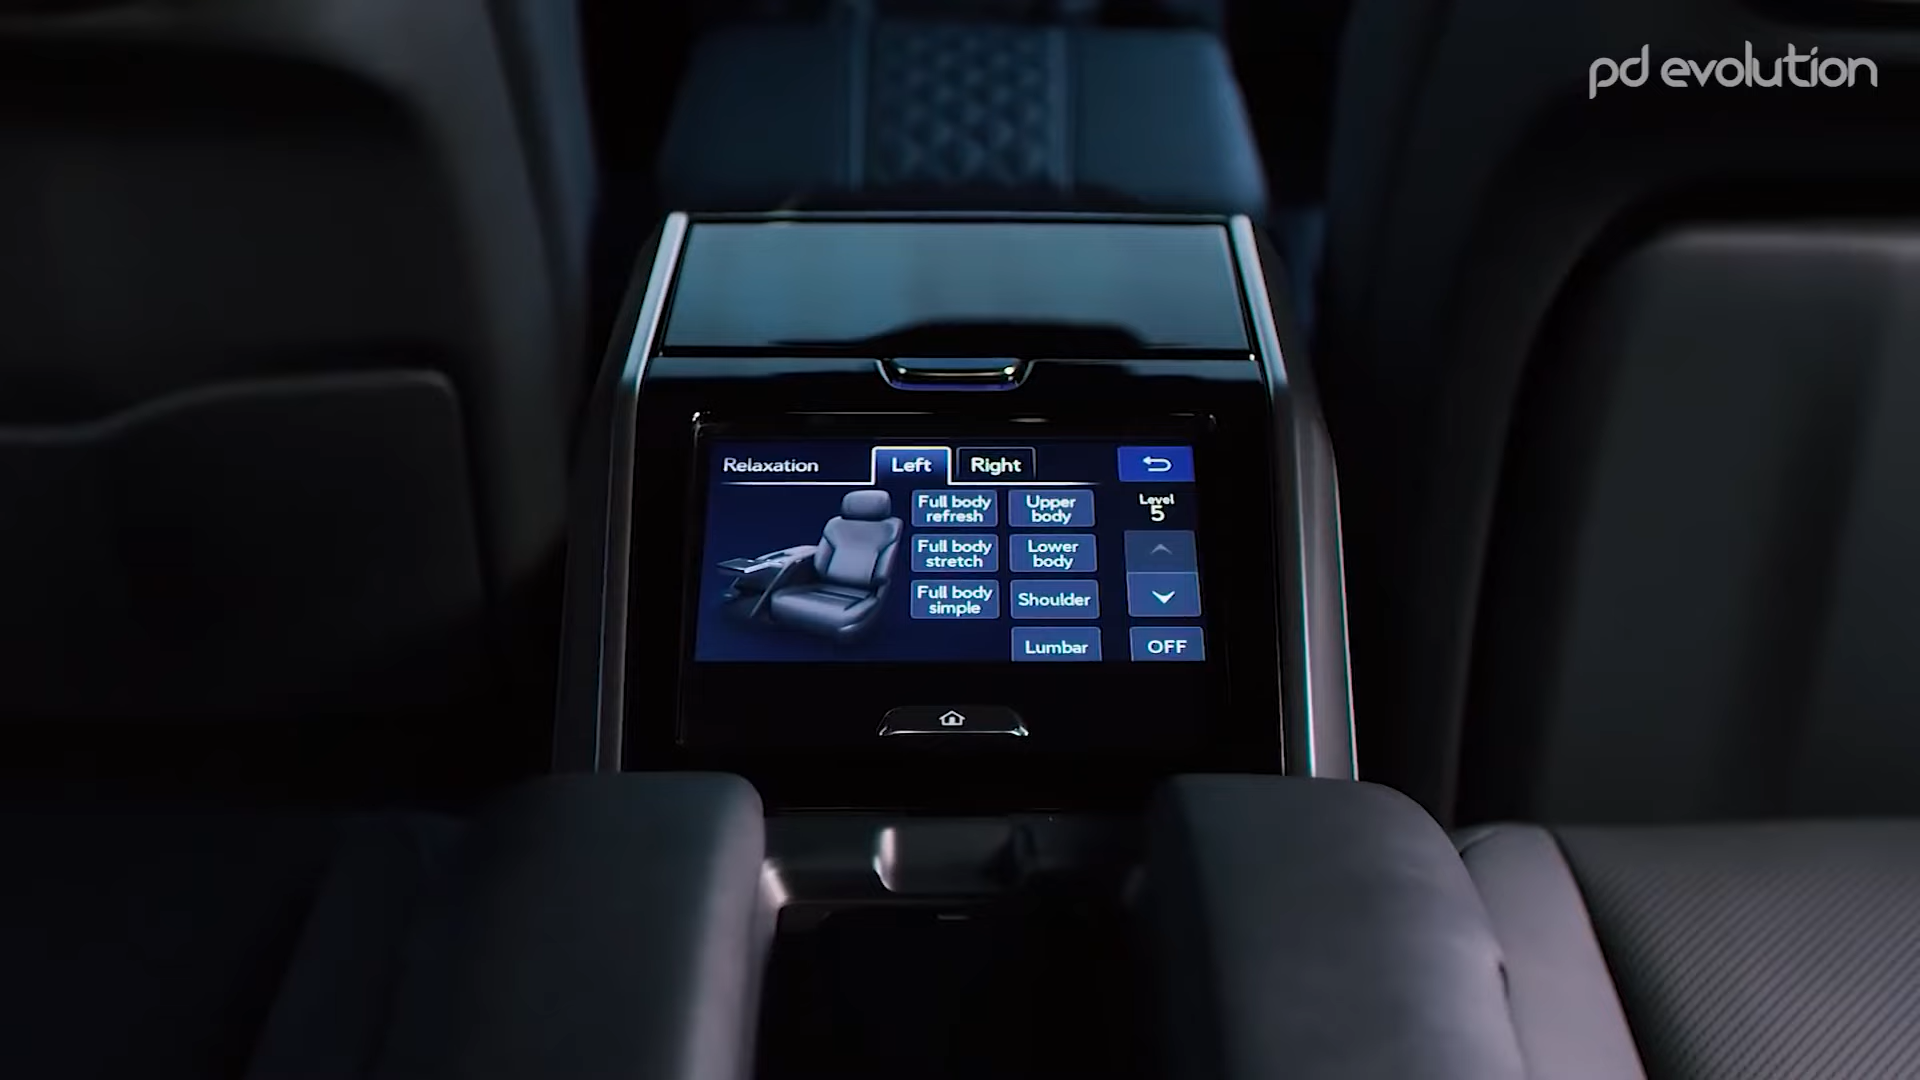 pd evolution
Relaxation
Left
Right
Full body
refresh
Upper
body
Level
5
Full body
stretch
Lower
body
Full body
simple
Shoulder
Lumbar
OFF